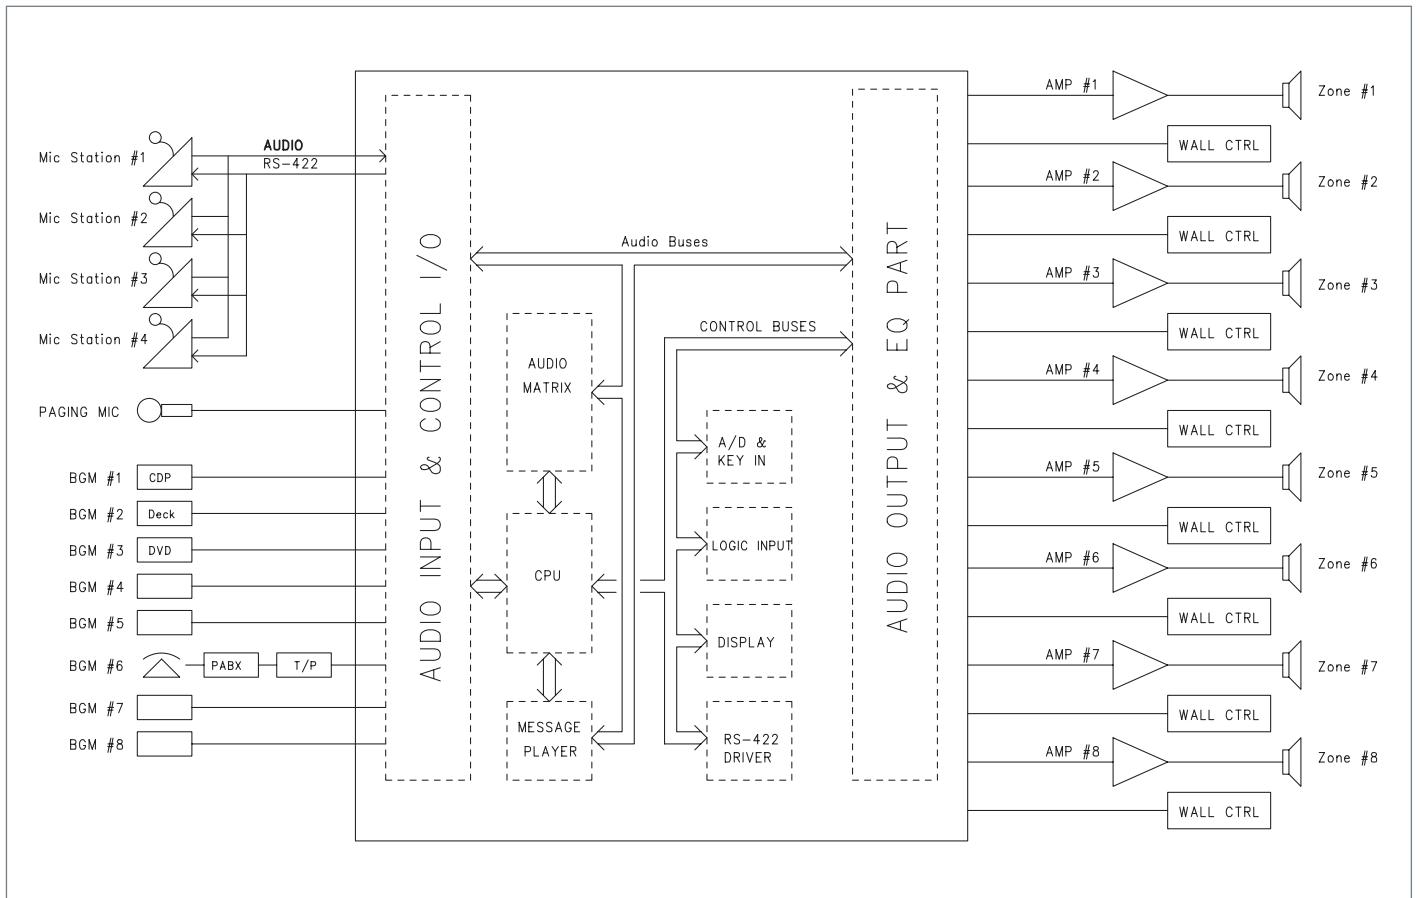 Mic Station #1
AUDIO
RS-422
Mic Station #2
Mic Station #3
Mic Station #4
PAGING MIC
BGM #1 CDP
BGM #2 Deck
BGM #3 DVD
BGM #4
BGM #5
BGM #6 PABX T/P
BGM #7
BGM #8
AUDIO INPUT & CONTROL I/O
Audio Buses
CONTROL BUSES
AUDIO
MATRIX
CPU
MESSAGE
PLAYER
A/D &
KEY IN
LOGIC INPUT
DISPLAY
RS-422
DRIVER
AUDIO OUTPUT & EQ PART
AMP #1 Zone #1
WALL CTRL
AMP #2 Zone #2
WALL CTRL
AMP #3 Zone #3
WALL CTRL
AMP #4 Zone #4
WALL CTRL
AMP #5 Zone #5
WALL CTRL
AMP #6 Zone #6
WALL CTRL
AMP #7 Zone #7
WALL CTRL
AMP #8 Zone #8
WALL CTRL